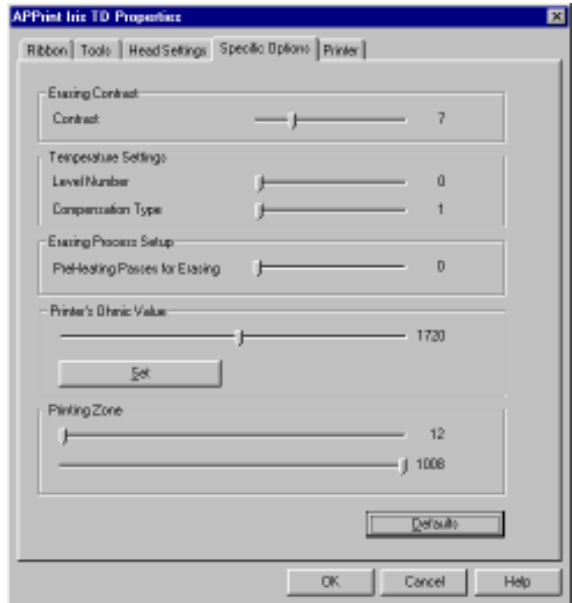 APPrint Iris TD Properties
Ribbon Tools Head Settings Specific Options Printer
Erasing Contrast
Contrast 7
Temperature Settings
Level Number 0
Compensation Type 1
Erasing Process Setup
PreHeating Passes for Erasing 0
Printer's Ohmic Value
1720
Set
Printing Zone
12
1008
Defaults
OK Cancel Help